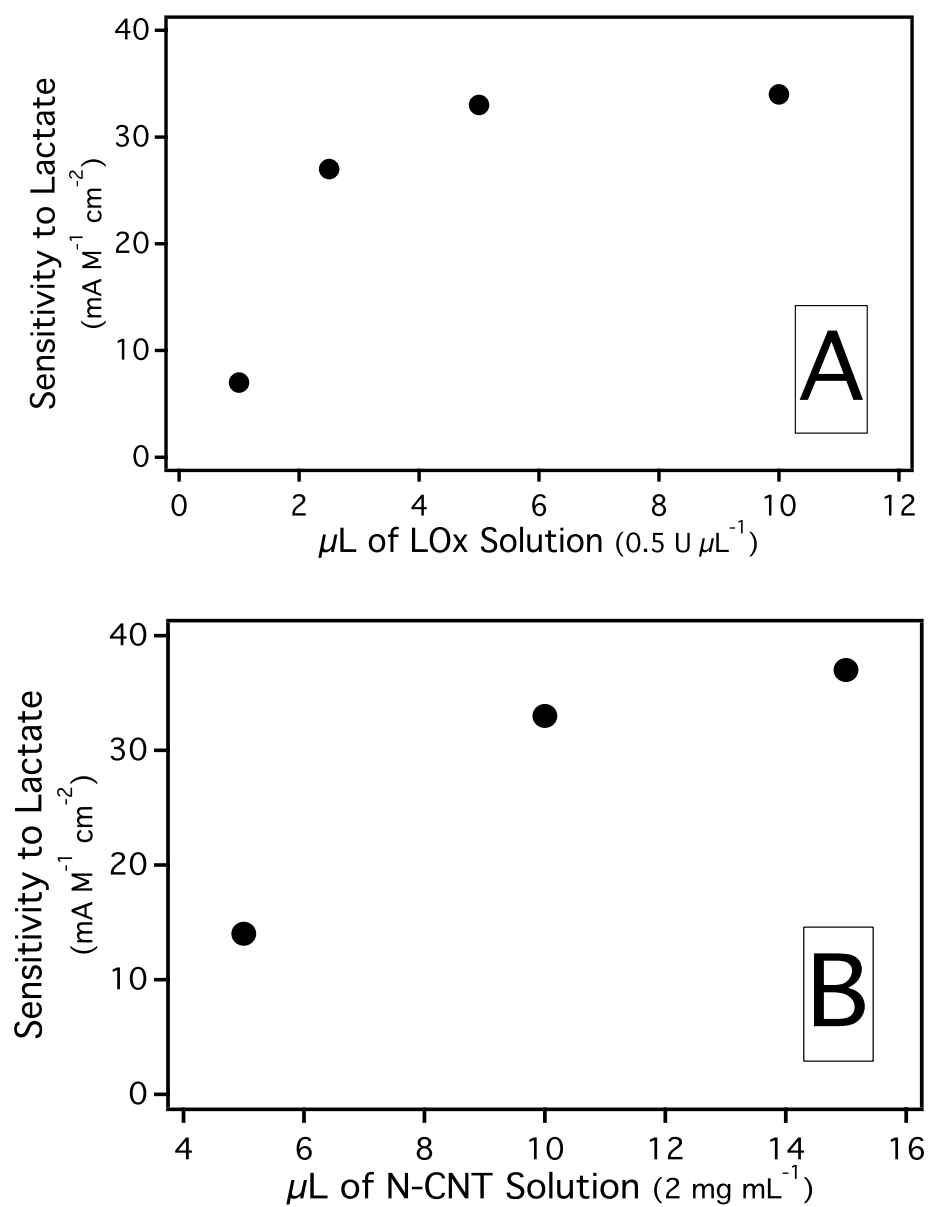 40
30
20
10
0
Sensitivity to Lactate
(mA M⁻¹ cm⁻²)
A
0 2 4 6 8 10 12
µL of LOx Solution (0.5 U µL⁻¹)
40
30
20
10
0
Sensitivity to Lactate
(mA M⁻¹ cm⁻²)
B
4 6 8 10 12 14 16
µL of N-CNT Solution (2 mg mL⁻¹)